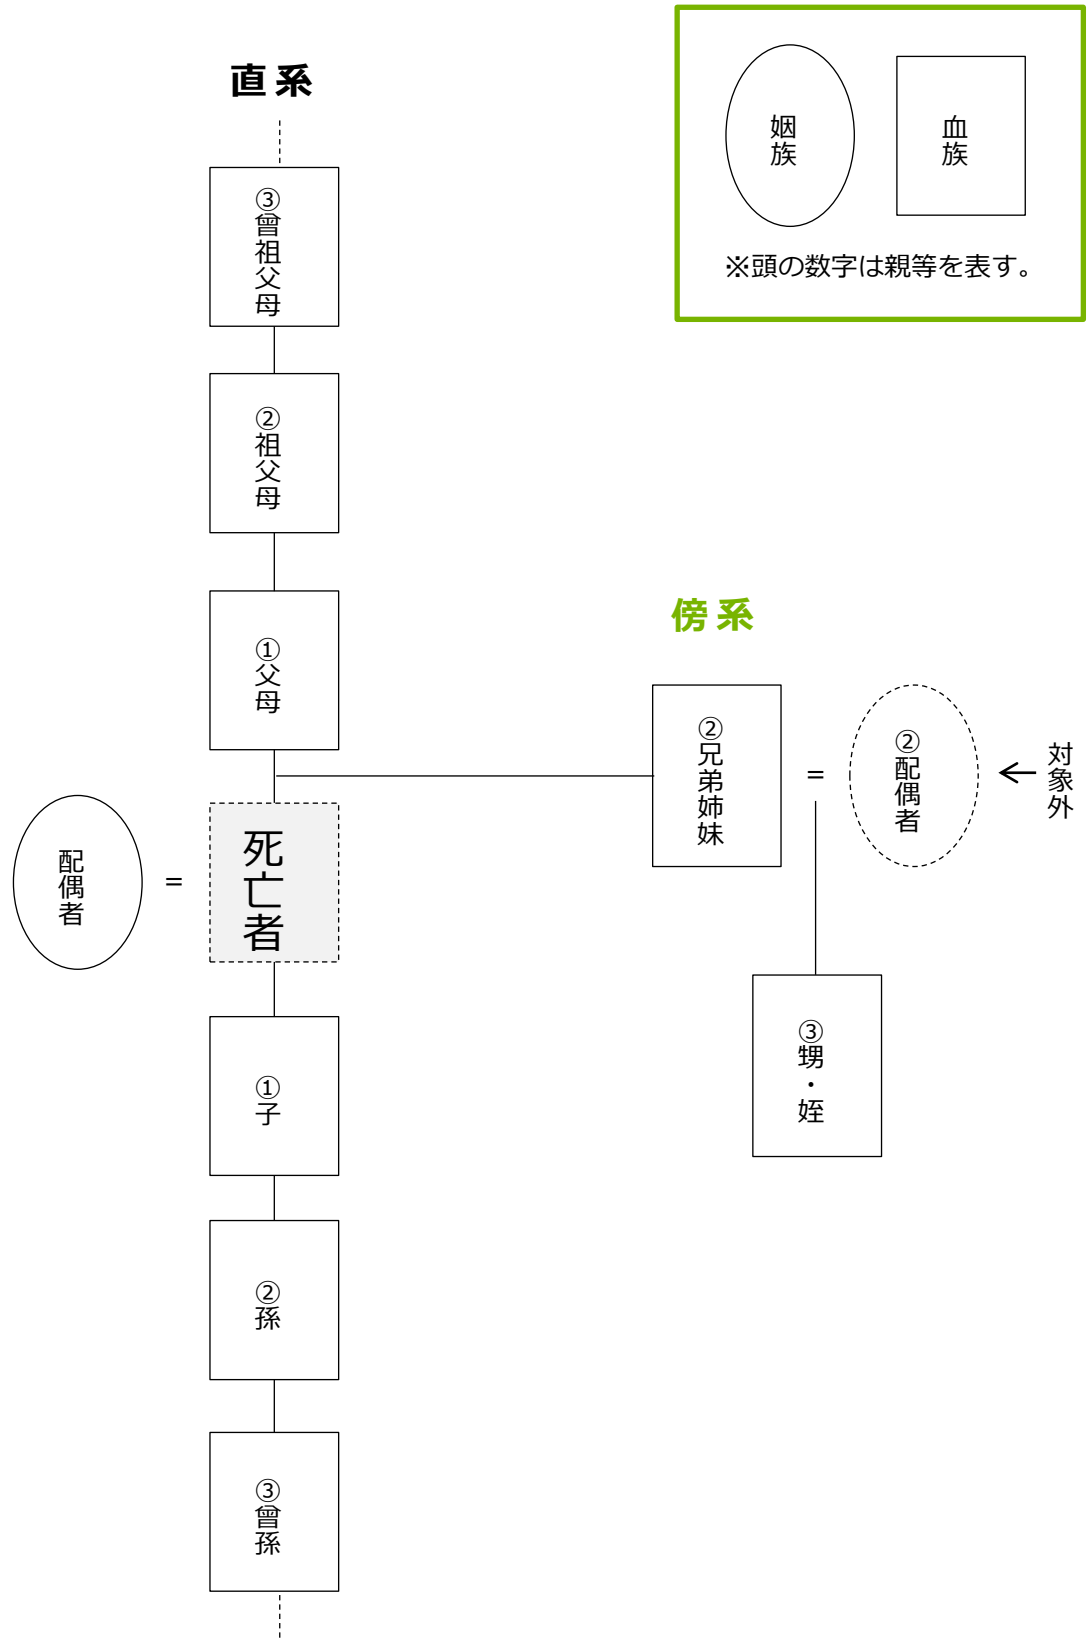 直系
姻族
血族
※頭の数字は親等を表す。
③曾祖父母
②祖父母
①父母
傍系
②兄弟姉妹
=
②配偶者
対象外
配偶者
=
死亡者
①子
③甥・姪
②孫
③曾孫